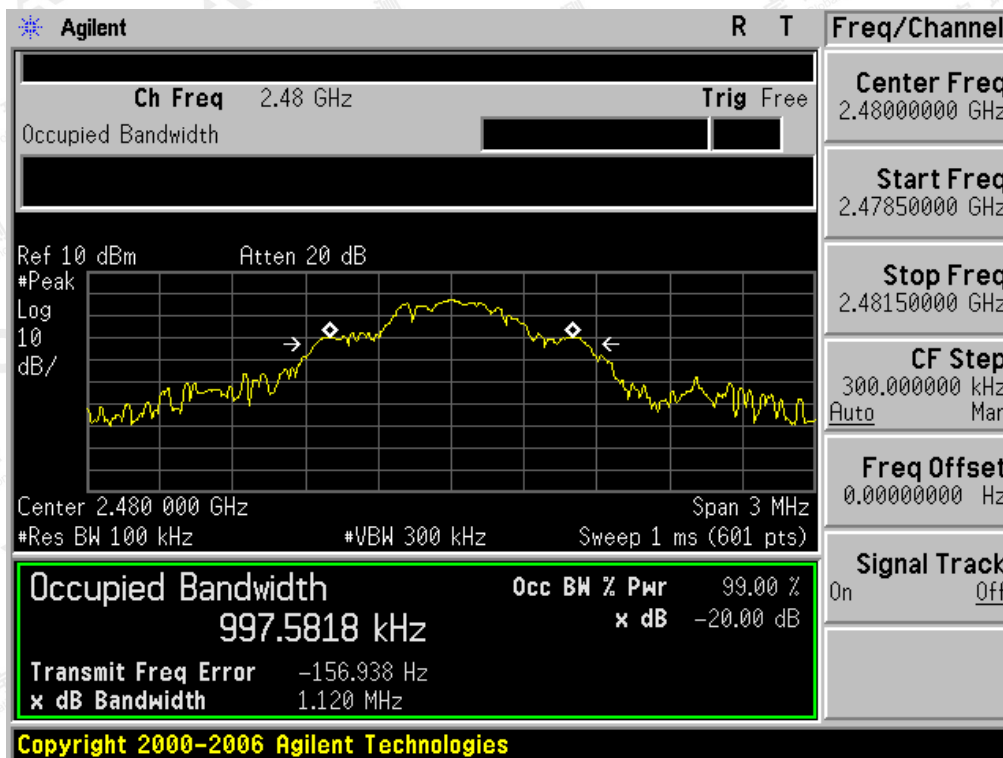 Agilent R T Freq/Channel
Ch Freq 2.48 GHz Trig Free
Occupied Bandwidth
Ref 10 dBm Atten 20 dB
#Peak
Log
10
dB/
Center 2.480 000 GHz Span 3 MHz
#Res BW 100 kHz #VBW 300 kHz Sweep 1 ms (601 pts)
Occupied Bandwidth
997.5818 kHz
Occ BW % Pwr 99.00 %
x dB -20.00 dB
Transmit Freq Error -156.938 Hz
x dB Bandwidth 1.120 MHz
Copyright 2000-2006 Agilent Technologies
Center Freq
2.48000000 GHz
Start Freq
2.47850000 GHz
Stop Freq
2.48150000 GHz
CF Step
300.000000 kHz
Auto Man
Freq Offset
0.00000000 Hz
Signal Track
On Off